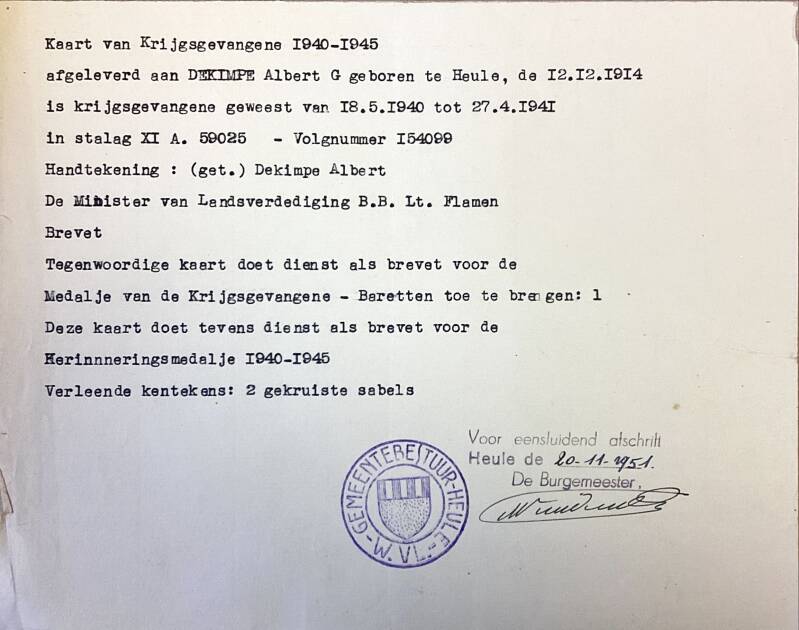 Kaart van Krijgsgevangene I940-I945
afgeleverd aan DEKIMPE Albert G geboren te Heule, de I2.I2.I9I4
is krijgsgevangene geweest van I8.5.I940 tot 27.4.I94I
in stalag XI A. 59025 - Volgnummer I54099
Handtekening : (get.) Dekimpe Albert
De Minister van Landsverdediging B.B. Lt. Flamen
Brevet
Tegenwoordige kaart doet dienst als brevet voor de
Medalje van de Krijgsgevangene - Baretten toe te brengen: 1
Deze kaart doet tevens dienst als brevet voor de
Herinnneringsmedalje I940-I945
Verleende kentekens: 2 gekruiste sabels
Voor eensluidend afschrift
Heule de 20-11-1951.
De Burgemeester,
GEMEENTEBESTUUR-HEULE
-W.VL.-